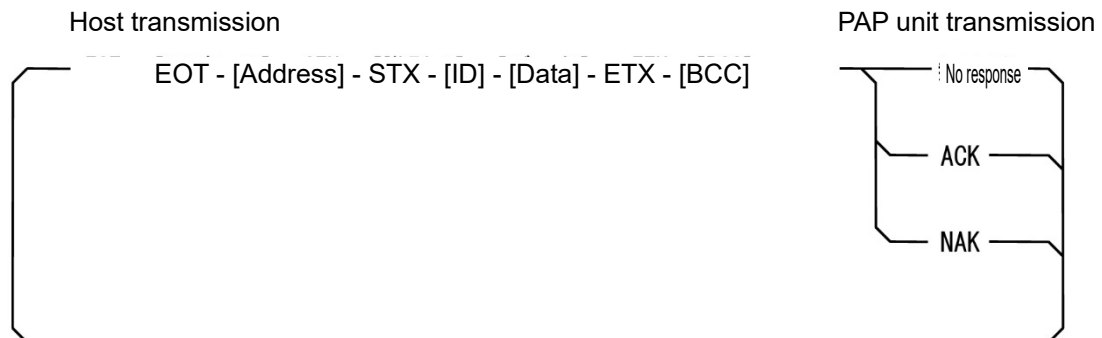 Host transmission
PAP unit transmission
EOT - [Address] - STX - [ID] - [Data] - ETX - [BCC]
No response
ACK
NAK